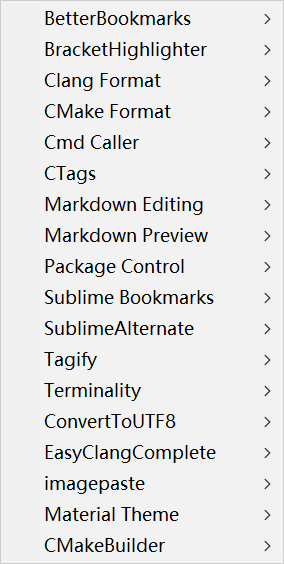 BetterBookmarks
BracketHighlighter
Clang Format
CMake Format
Cmd Caller
CTags
Markdown Editing
Markdown Preview
Package Control
Sublime Bookmarks
SublimeAlternate
Tagify
Terminality
ConvertToUTF8
EasyClangComplete
imagepaste
Material Theme
CMakeBuilder